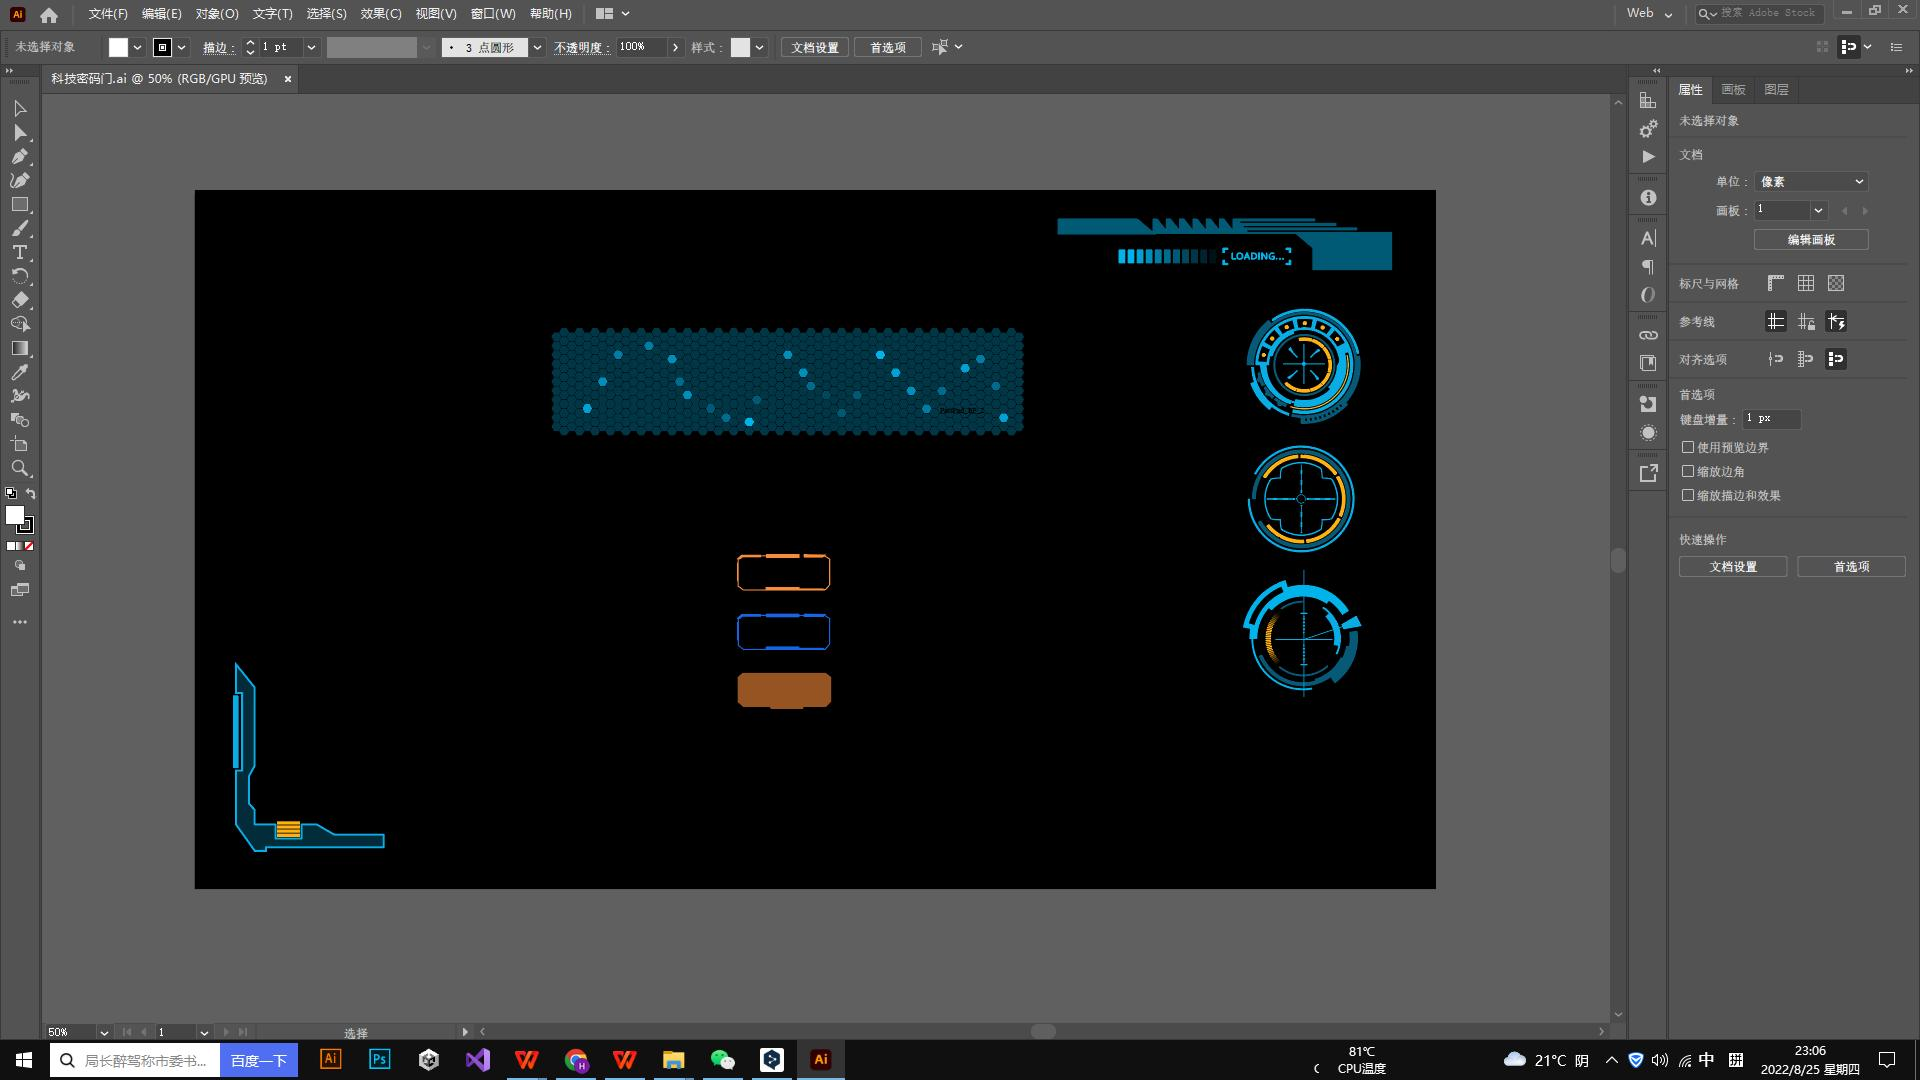 Ai 文件(F) 编辑(E) 对象(O) 文字(T) 选择(S) 效果(C) 视图(V) 窗口(W) 帮助(H) Web 搜索 Adobe Stock
未选择对象 描边: 1 pt 3 点圆形 不透明度: 100% 样式: 文档设置 首选项
科技密码门.ai @ 50% (RGB/GPU 预览) ×
LOADING...
属性 画板 图层
未选择对象
文档
单位: 像素
画板: 1
编辑画板
标尺与网格
参考线
对齐选项
首选项
键盘增量: 1 px
使用预览边界
缩放边角
缩放描边和效果
快速操作
文档设置 首选项
50% 1 选择
局长醉驾称市委书... 百度一下 Ai Ps Ai
81℃
CPU温度
21°C 阴
中 拼
23:06
2022/8/25 星期四